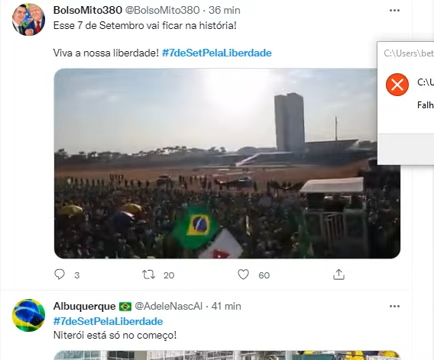 BolsoMito380 @BolsoMito380 · 36 min
Esse 7 de Setembro vai ficar na história!
Viva a nossa liberdade! #7deSetPelaLiberdade
C:\Users\bet
C:\U
Falh
3 20 60
Albuquerque @AdeleNascAl · 41 min
#7deSetPelaLiberdade
Niterói está só no começo!